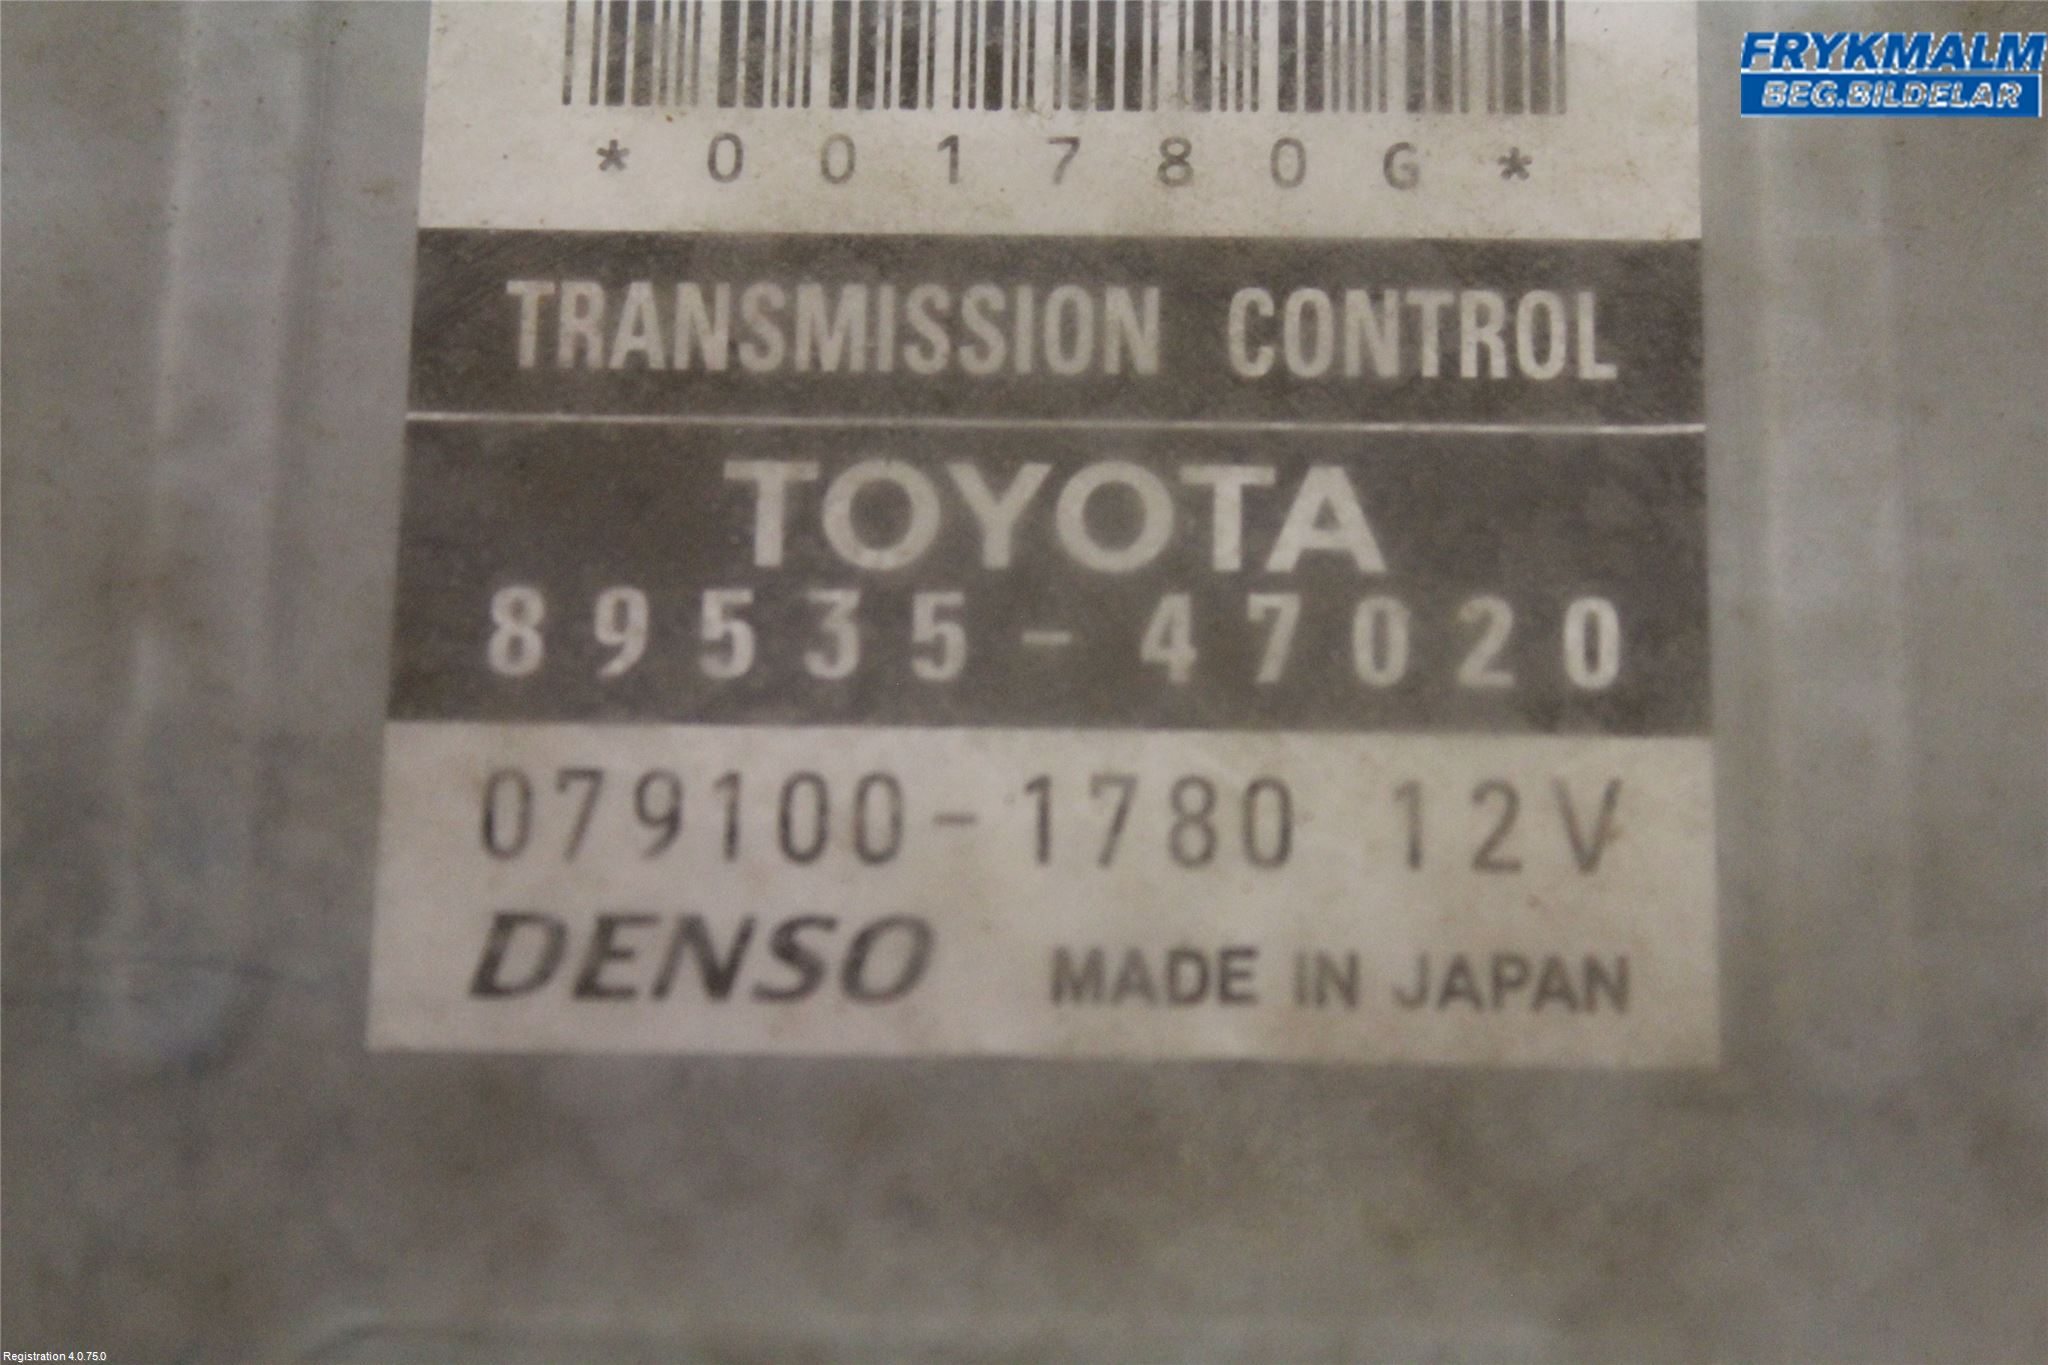 FRYKMALM
BEG.BILDELAR
*001780G*
TRANSMISSION CONTROL
TOYOTA
89535-47020
079100-1780 12V
DENSO MADE IN JAPAN
Registration 4.0.75.0